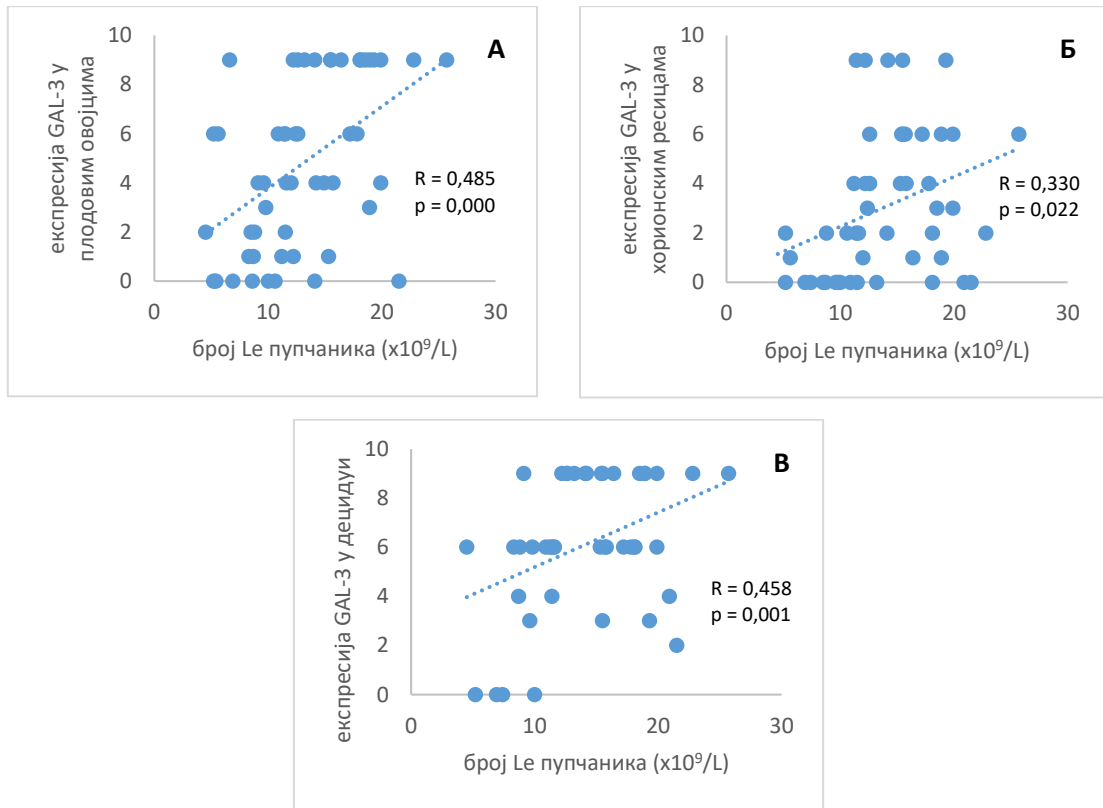 А
експресија GAL-3 у
плодовим овојцима
10
8
6
4
2
0
R = 0,485
p = 0,000
0 10 20 30
број Le пупчаника (x10⁹/L)
Б
експресија GAL-3 у
хорионским ресицама
10
8
6
4
2
0
R = 0,330
p = 0,022
0 10 20 30
број Le пупчаника (x10⁹/L)
В
експресија GAL-3 у децидуи
10
8
6
4
2
0
R = 0,458
p = 0,001
0 10 20 30
број Le пупчаника (x10⁹/L)